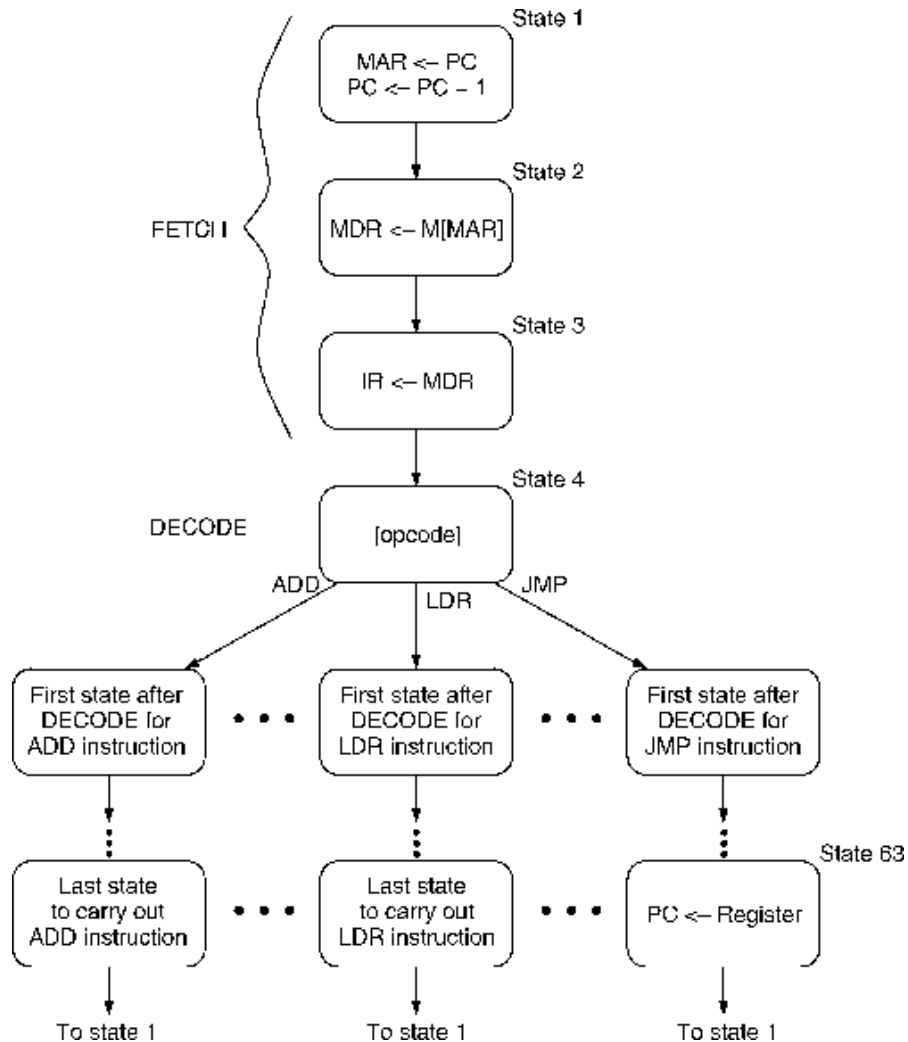 State 1
MAR <– PC
PC <– PC – 1
State 2
FETCH
MDR <– M[MAR]
State 3
IR <– MDR
State 4
DECODE
[opcode]
ADD
LDR
JMP
First state after
DECODE for
ADD instruction
First state after
DECODE for
LDR instruction
First state after
DECODE for
JMP instruction
State 63
Last state
to carry out
ADD instruction
Last state
to carry out
LDR instruction
PC <– Register
To state 1
To state 1
To state 1